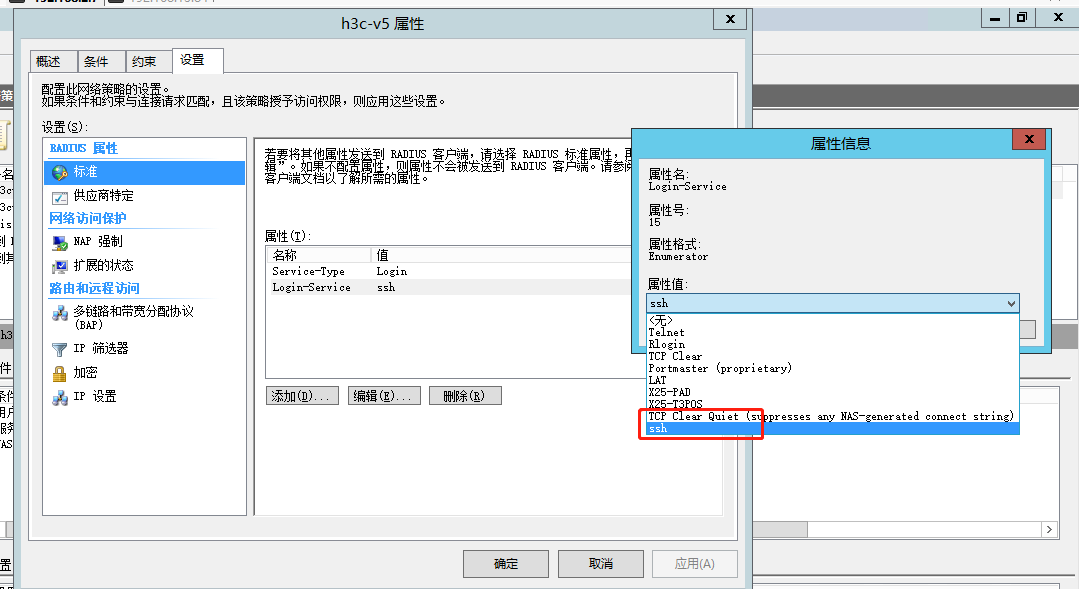 h3c-v5 属性
概述
条件
约束
设置
配置此网络策略的设置。
如果条件和约束与连接请求匹配，且该策略授予访问权限，则应用这些设置。
设置(S):
RADIUS 属性
标准
供应商特定
网络访问保护
NAP 强制
扩展的状态
路由和远程访问
多链路和带宽分配协议
(BAP)
IP 筛选器
加密
IP 设置
若要将其他属性发送到 RADIUS 客户端，请选择 RADIUS 标准属性，
辑”。如果不配置属性，则属性不会被发送到 RADIUS 客户端。请参阅
客户端文档以了解所需的属性。
属性(T):
名称 值
Service-Type Login
Login-Service ssh
添加(D)...
编辑(E)...
删除(R)
确定
取消
应用(A)
属性信息
属性名:
Login-Service
属性号:
15
属性格式:
Enumerator
属性值:
ssh
<无>
Telnet
Rlogin
TCP Clear
Portmaster (proprietary)
LAT
X25-PAD
X25-T3POS
TCP Clear Quiet (suppresses any NAS-generated connect string)
ssh